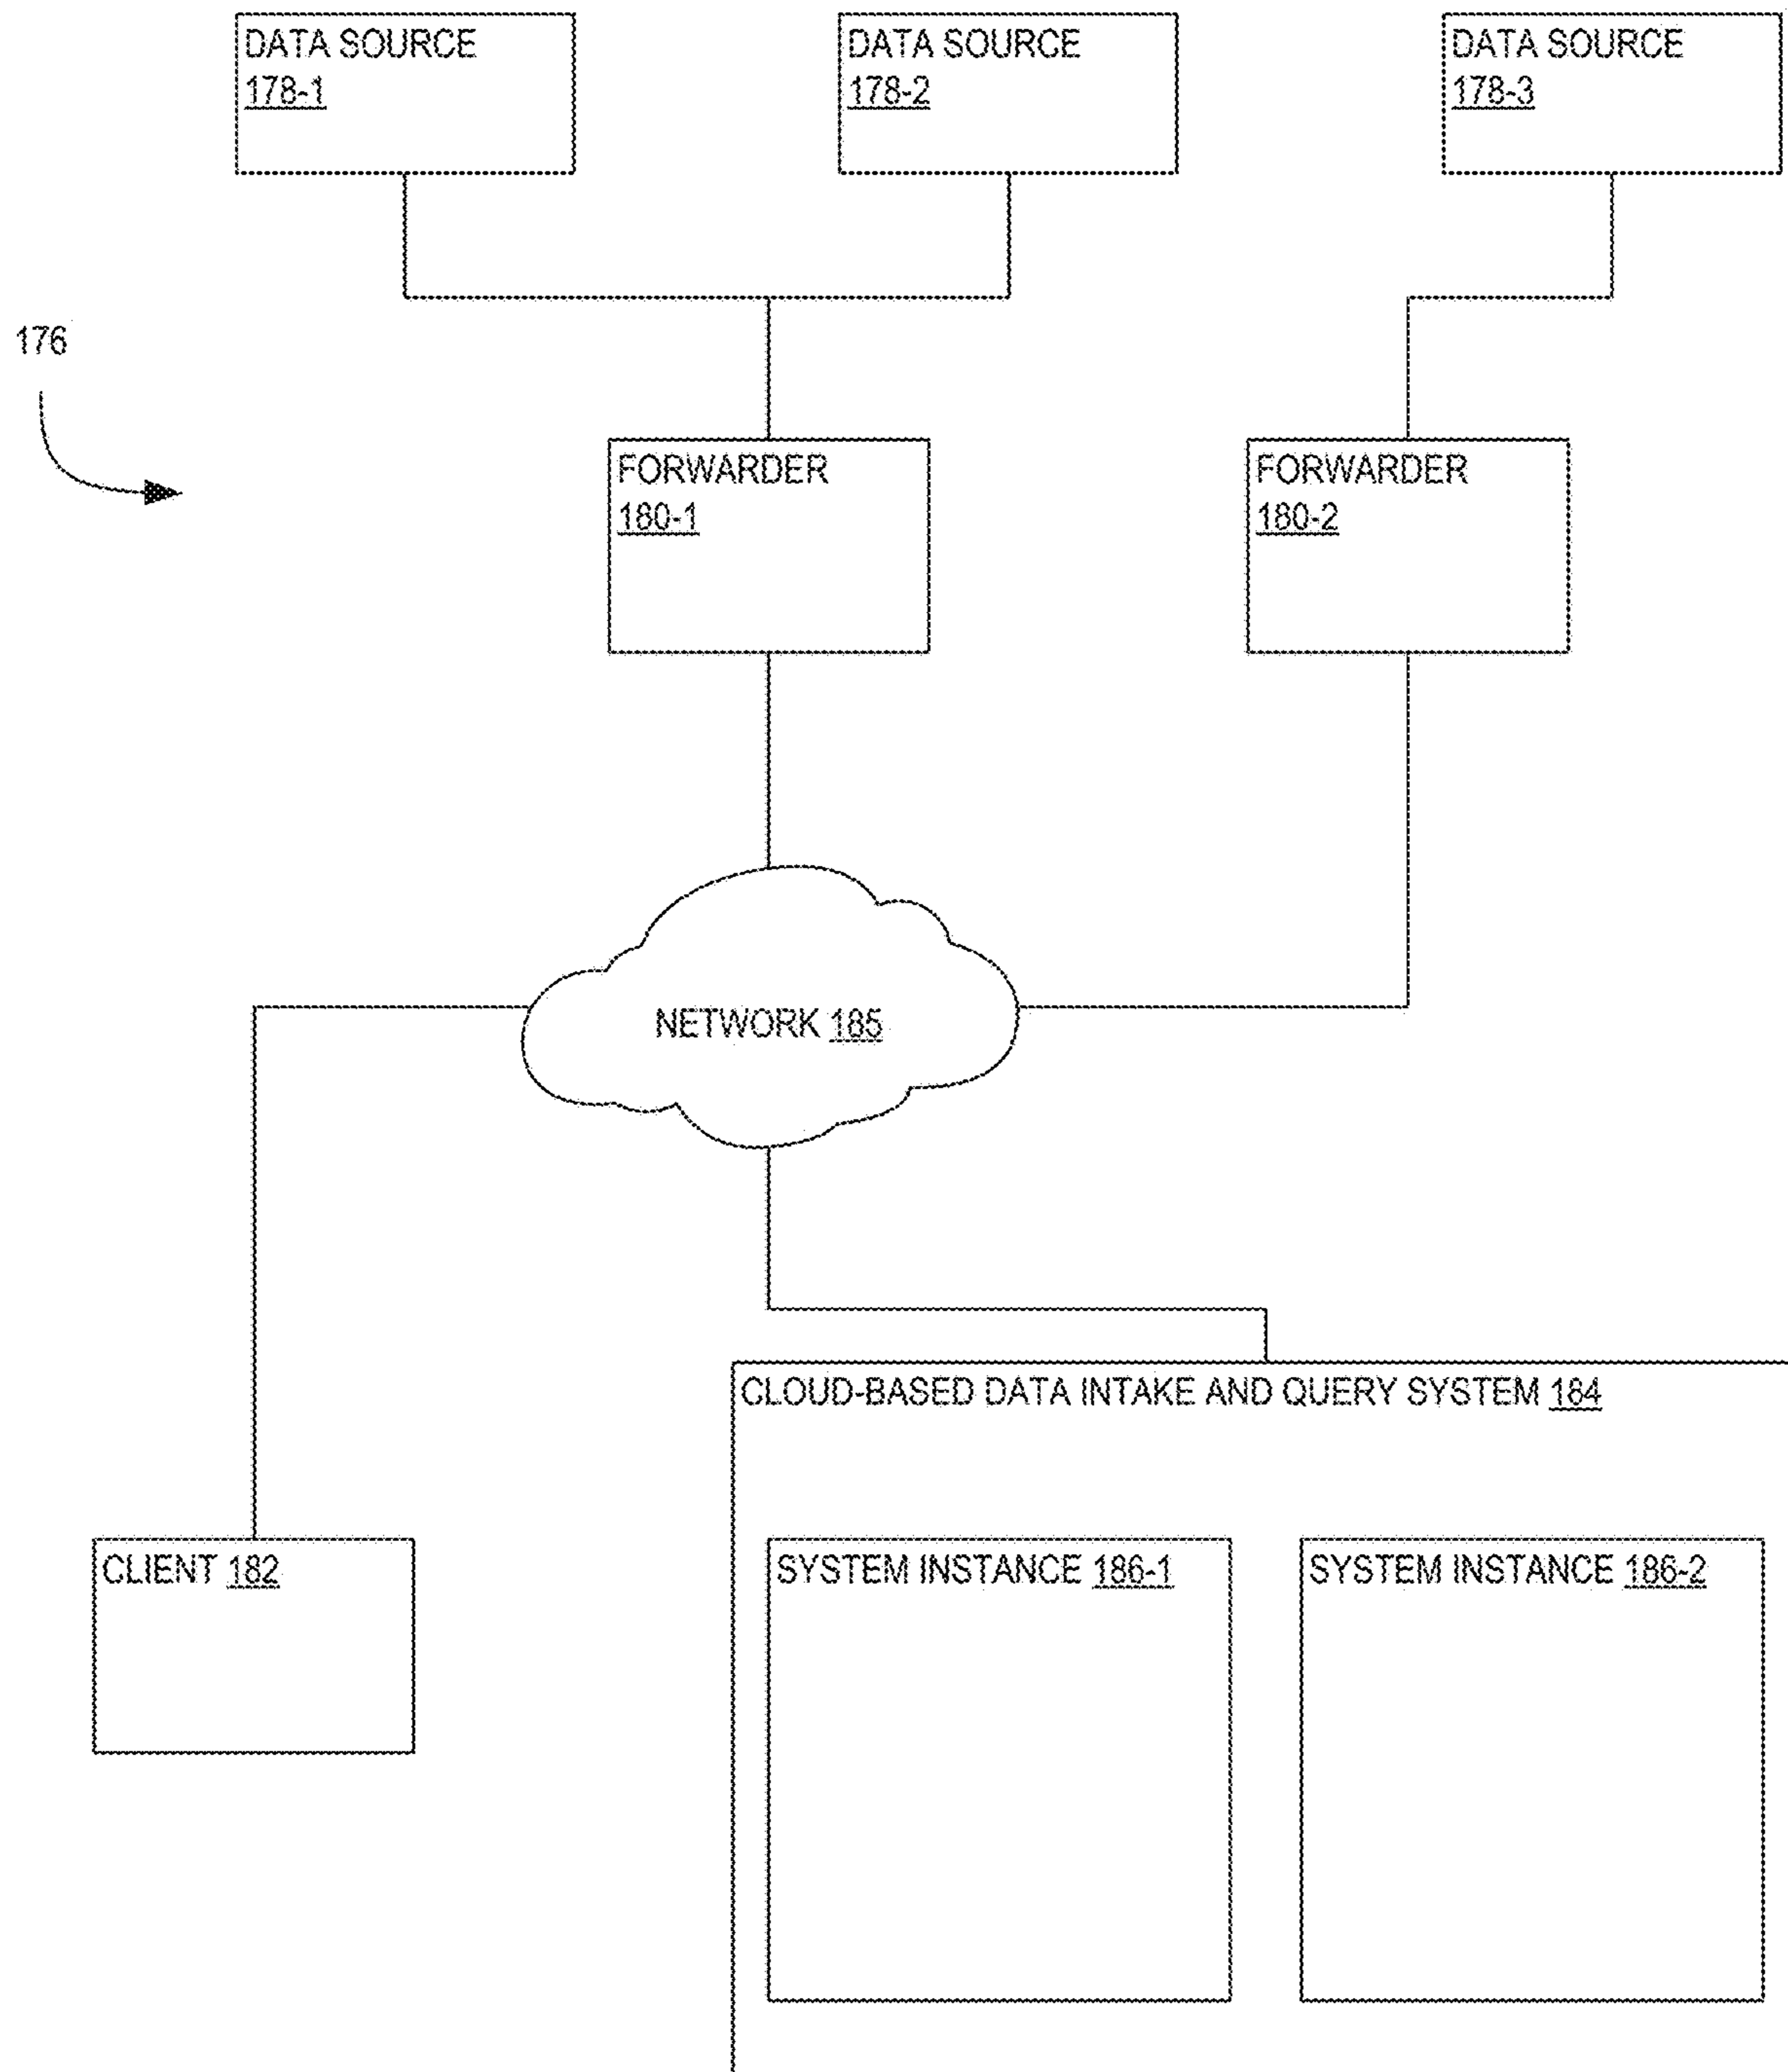 DATA SOURCE
178-1
DATA SOURCE
178-2
DATA SOURCE
178-3
176
FORWARDER
180-1
FORWARDER
180-2
NETWORK 185
CLOUD-BASED DATA INTAKE AND QUERY SYSTEM 184
CLIENT 182
SYSTEM INSTANCE 186-1
SYSTEM INSTANCE 186-2